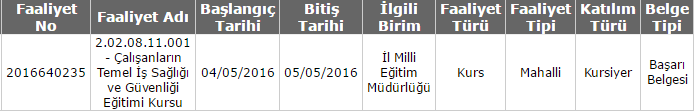 Faaliyet No
Faaliyet Adı
Başlangıç Tarihi
Bitiş Tarihi
İlgili Birim
Faaliyet Türü
Faaliyet Tipi
Katılım Türü
Belge Tipi
2016640235
2.02.08.11.001
- Çalışanların
Temel İş Sağlığı
ve Güvenliği
Eğitimi Kursu
04/05/2016
05/05/2016
İl Milli
Eğitim
Müdürlüğü
Kurs
Mahalli
Kursiyer
Başarı
Belgesi